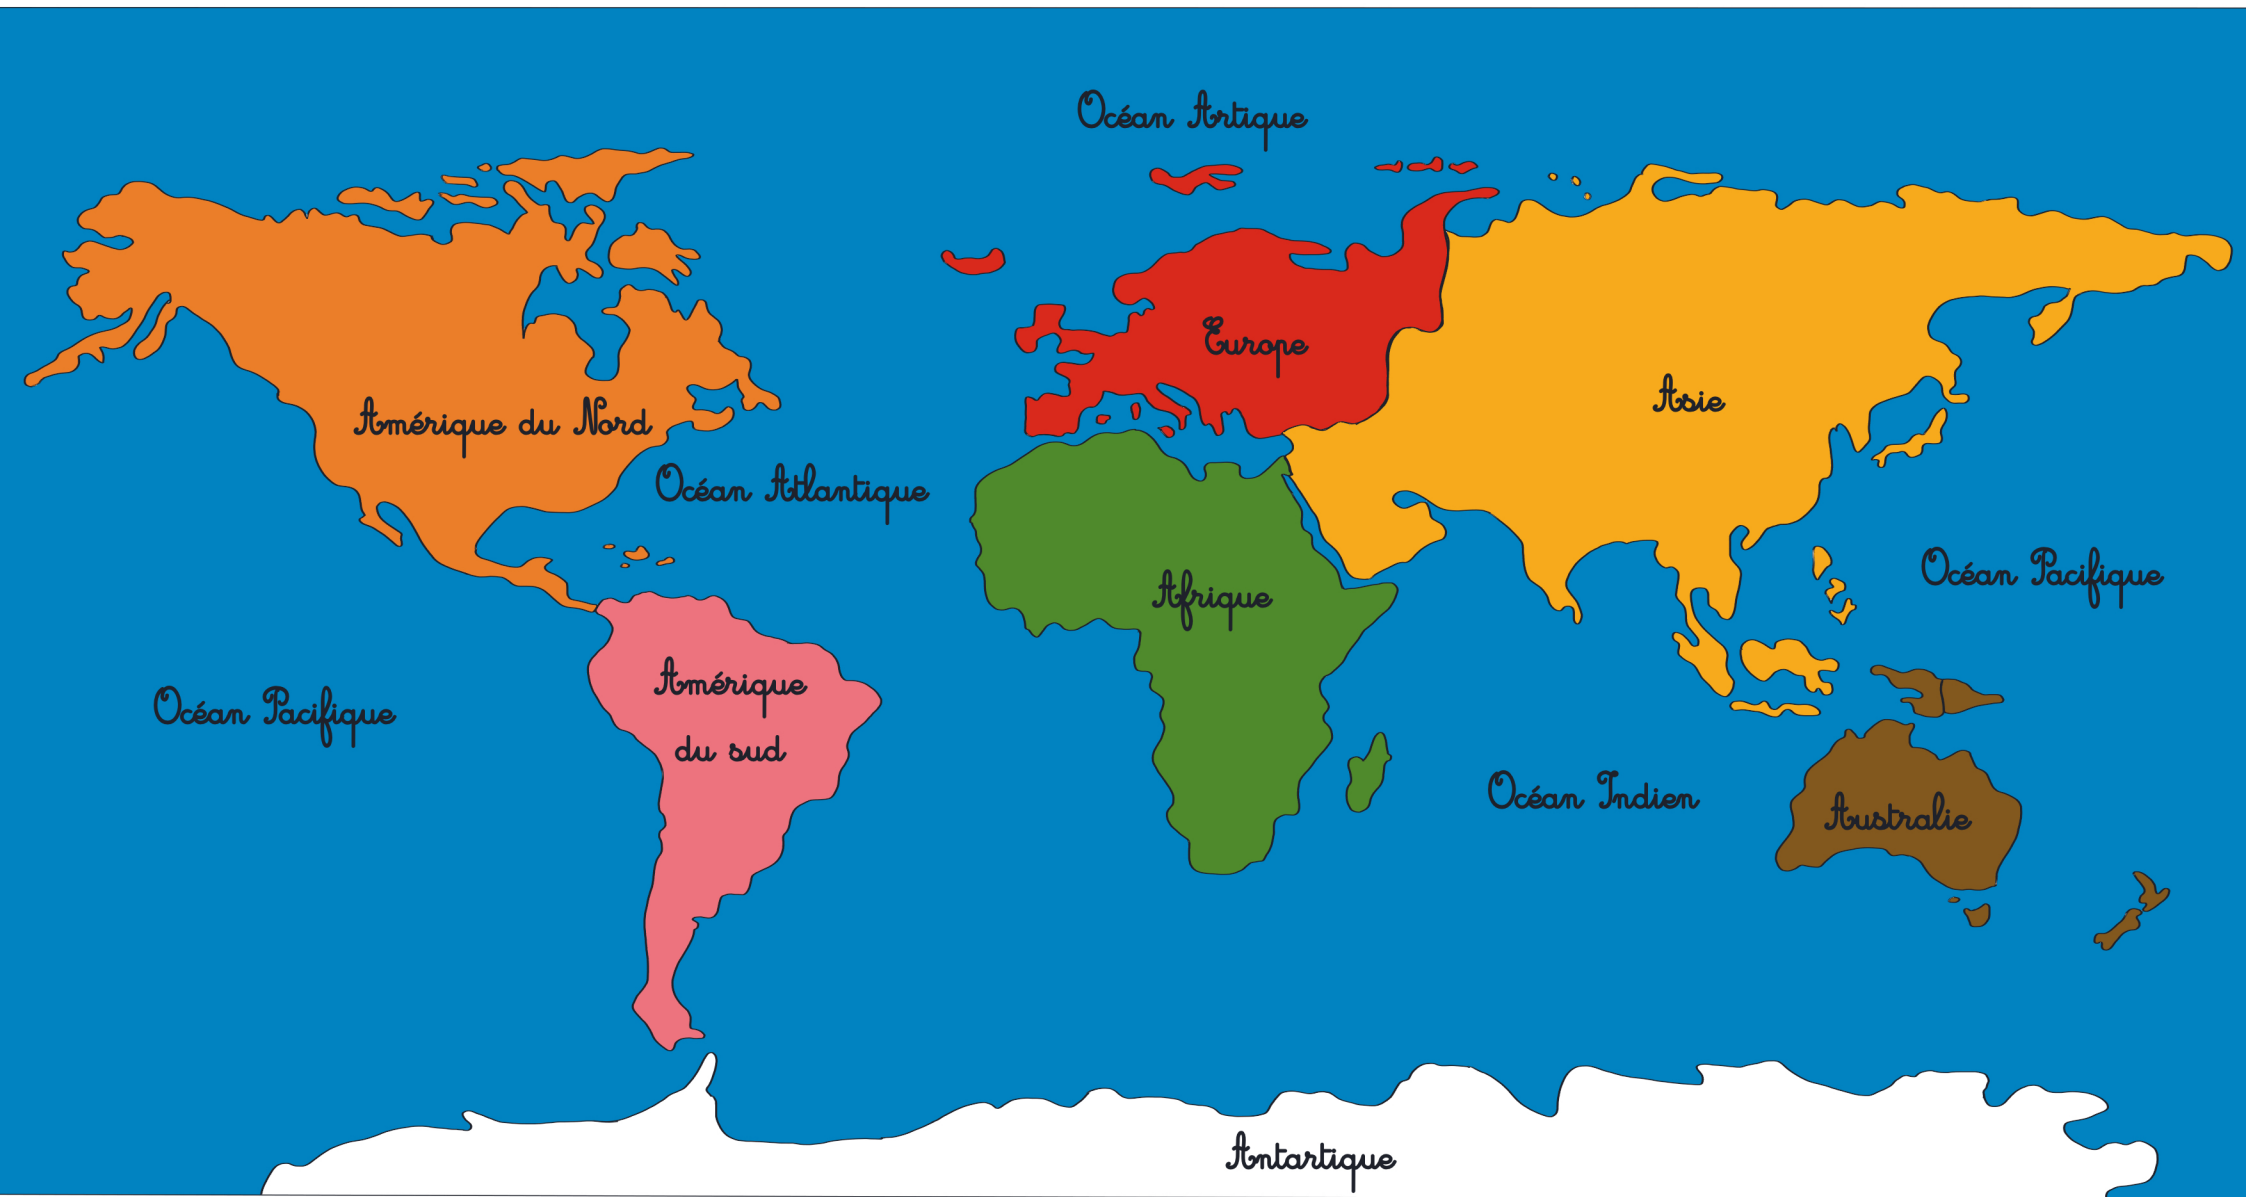 Océan Artique
Europe
Asie
Amérique du Nord
Océan Atlantique
Océan Pacifique
Afrique
Amérique
du sud
Océan Pacifique
Océan Indien
Australie
Antartique